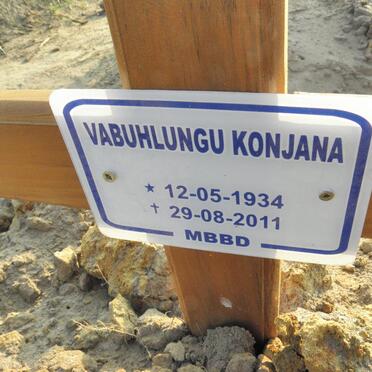 VABUHLUNGU KONJANA
★ 12-05-1934
✝ 29-08-2011
MBBD